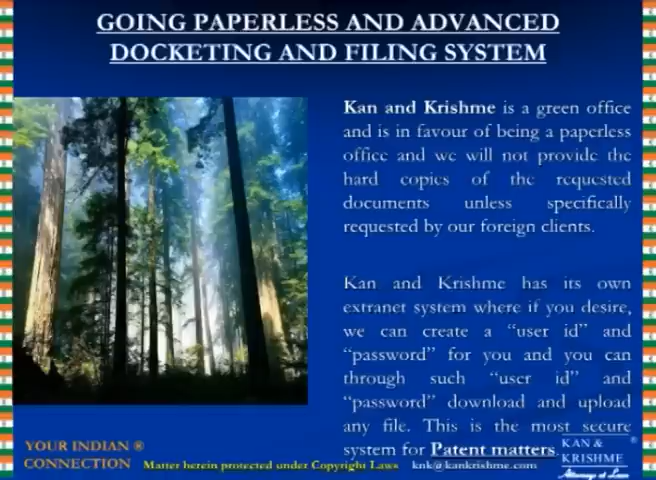 GOING PAPERLESS AND ADVANCED
DOCKETING AND FILING SYSTEM
Kan and Krishme is a green office
and is in favour of being a paperless
office and we will not provide the
hard copies of the requested
documents unless specifically
requested by our foreign clients.
Kan and Krishme has its own
extranet system where if you desire,
we can create a “user id” and
“password” for you and you can
through such “user id” and
“password” download and upload
any file. This is the most secure
system for Patent matters.
YOUR INDIAN ®
CONNECTION
Matter herein protected under Copyright Laws
knk@kankrishme.com
KAN & ®
KRISHME
Attorneys at Law